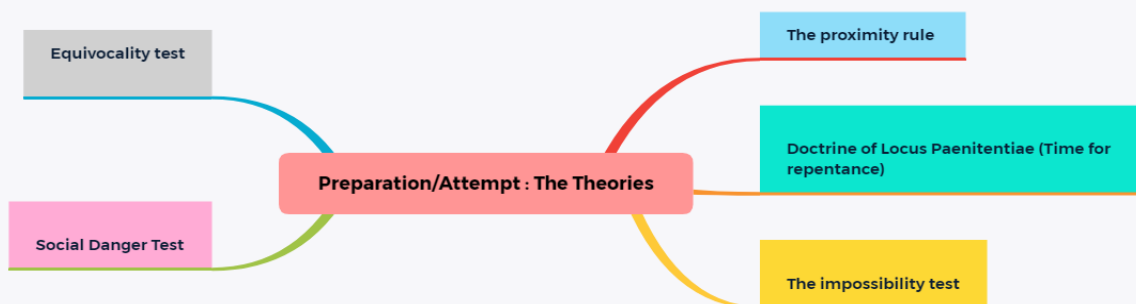 Equivocality test
The proximity rule
Preparation/Attempt : The Theories
Doctrine of Locus Paenitentiae (Time for
repentance)
Social Danger Test
The impossibility test